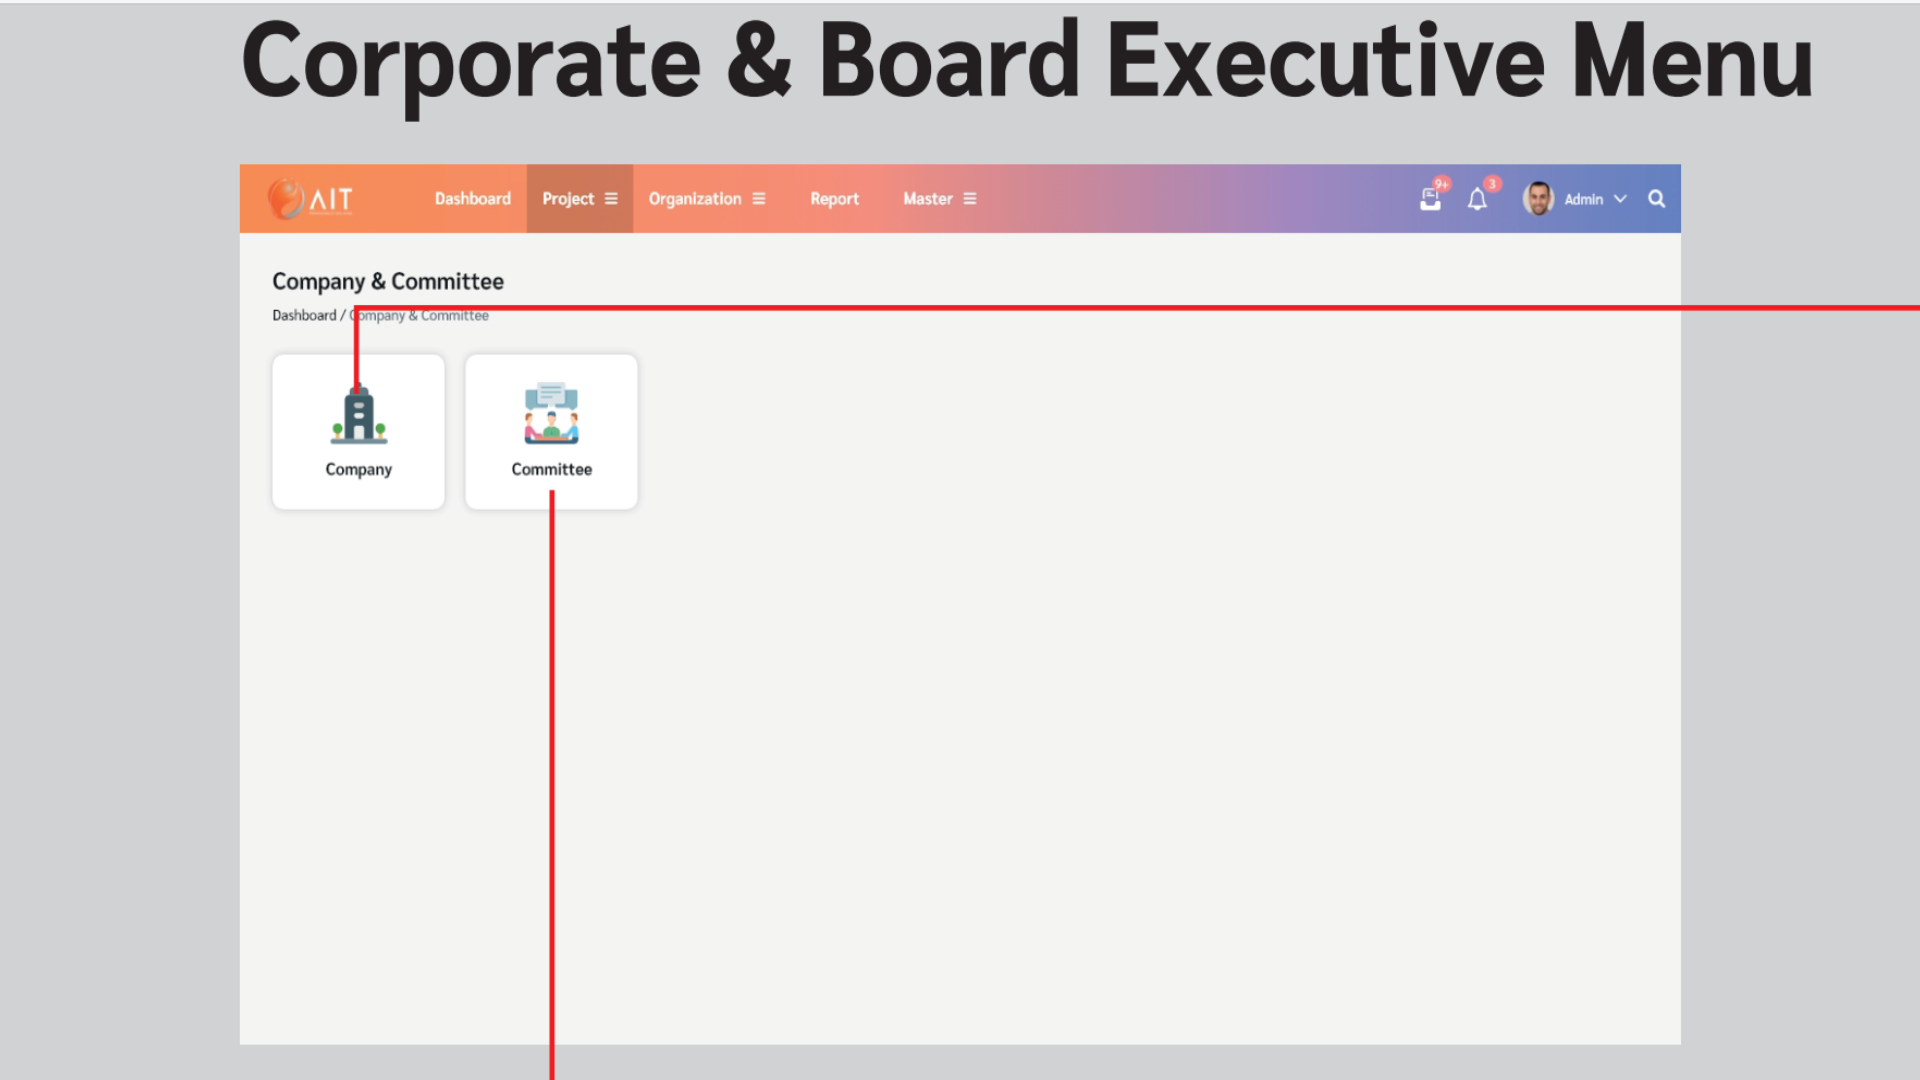 Corporate & Board Executive Menu
AIT Dashboard Project Organization Report Master 9+ 3 Admin
Company & Committee
Dashboard / Company & Committee
Company Committee